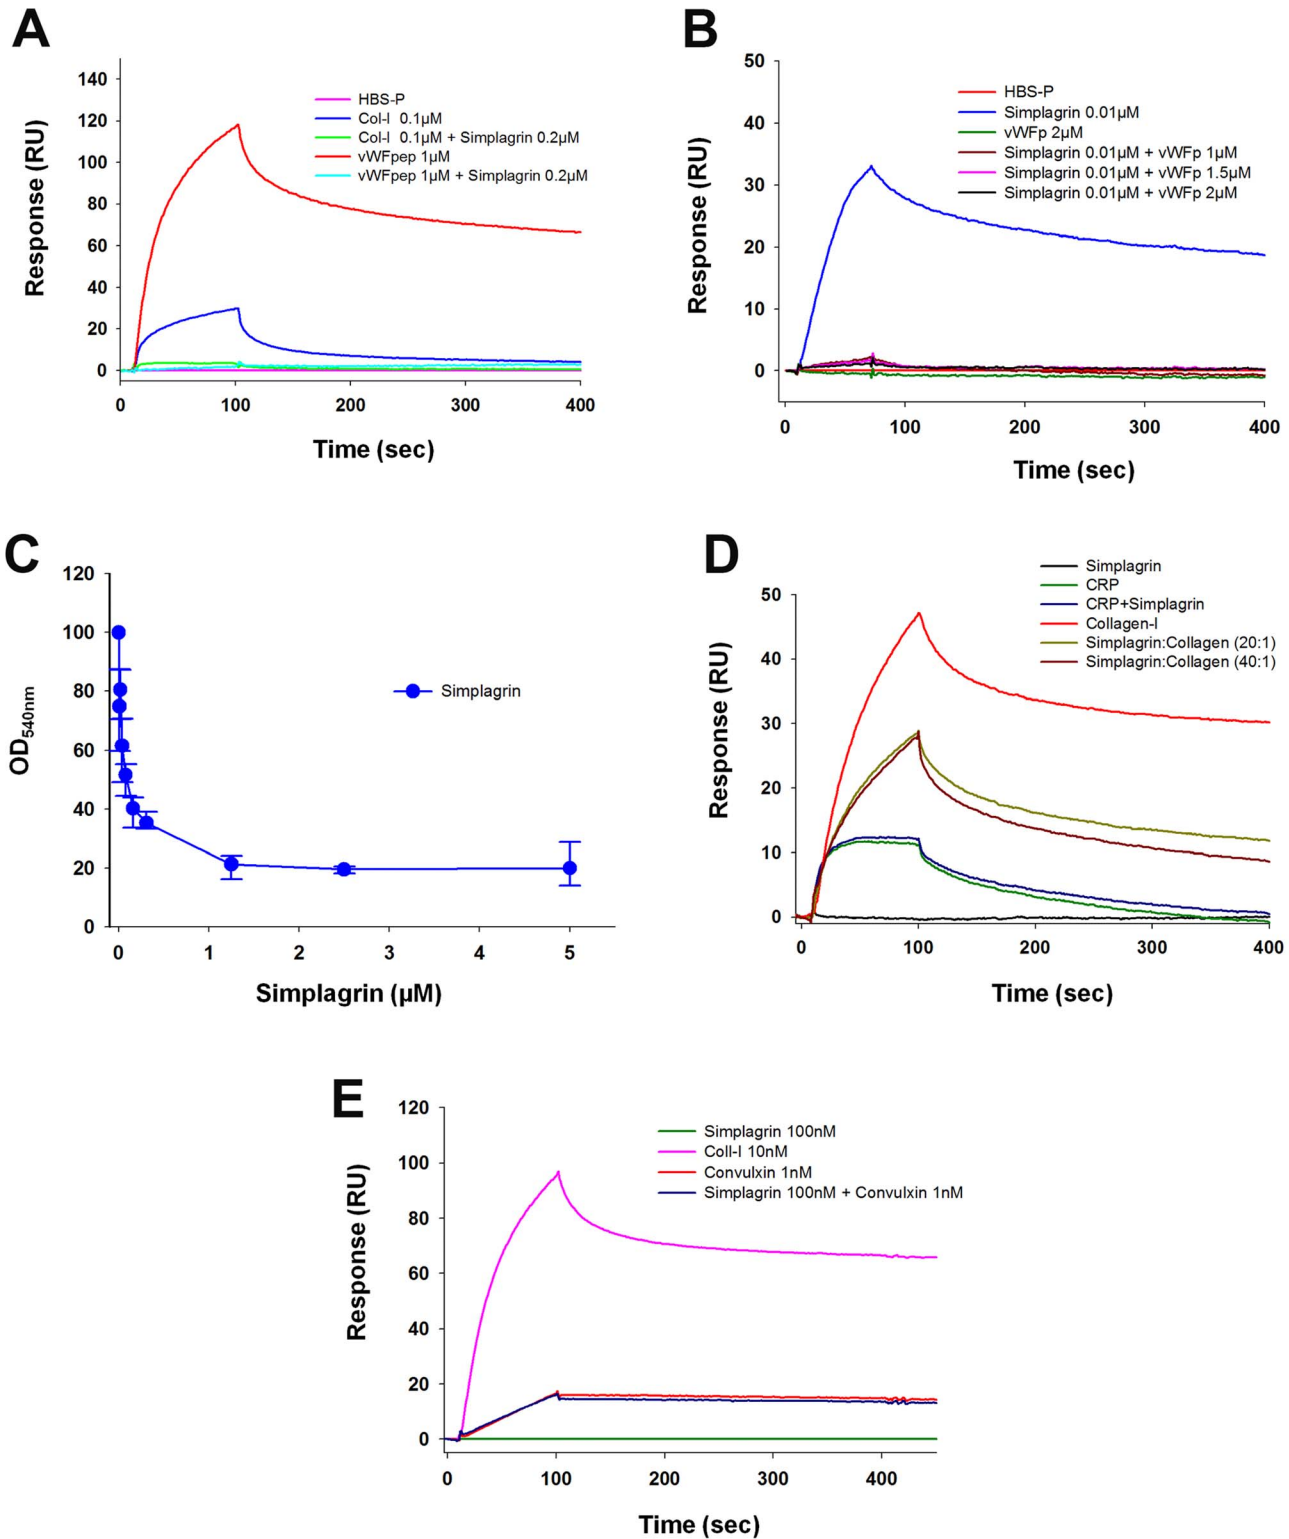 A
140
120
100
80
60
40
20
0
Response (RU)
HBS-P
Col-I 0.1µM
Col-I 0.1µM + Simplagrin 0.2µM
vWFpep 1µM
vWFpep 1µM + Simplagrin 0.2µM
0 100 200 300 400
Time (sec)
B
50
40
30
20
10
0
Response (RU)
HBS-P
Simplagrin 0.01µM
vWFp 2µM
Simplagrin 0.01µM + vWFp 1µM
Simplagrin 0.01µM + vWFp 1.5µM
Simplagrin 0.01µM + vWFp 2µM
0 100 200 300 400
Time (sec)
C
120
100
80
60
40
20
0
OD540nm
Simplagrin
0 1 2 3 4 5
Simplagrin (µM)
D
50
40
30
20
10
0
Response (RU)
Simplagrin
CRP
CRP+Simplagrin
Collagen-I
Simplagrin:Collagen (20:1)
Simplagrin:Collagen (40:1)
0 100 200 300 400
Time (sec)
E
120
100
80
60
40
20
0
Response (RU)
Simplagrin 100nM
Coll-I 10nM
Convulxin 1nM
Simplagrin 100nM + Convulxin 1nM
0 100 200 300 400
Time (sec)